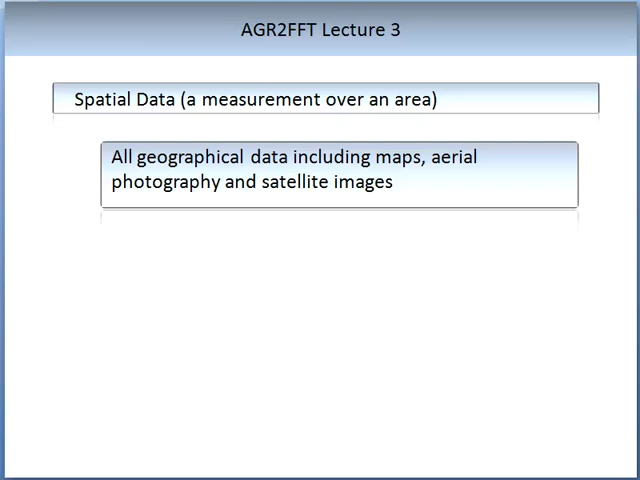 AGR2FFT Lecture 3
Spatial Data (a measurement over an area)
All geographical data including maps, aerial
photography and satellite images